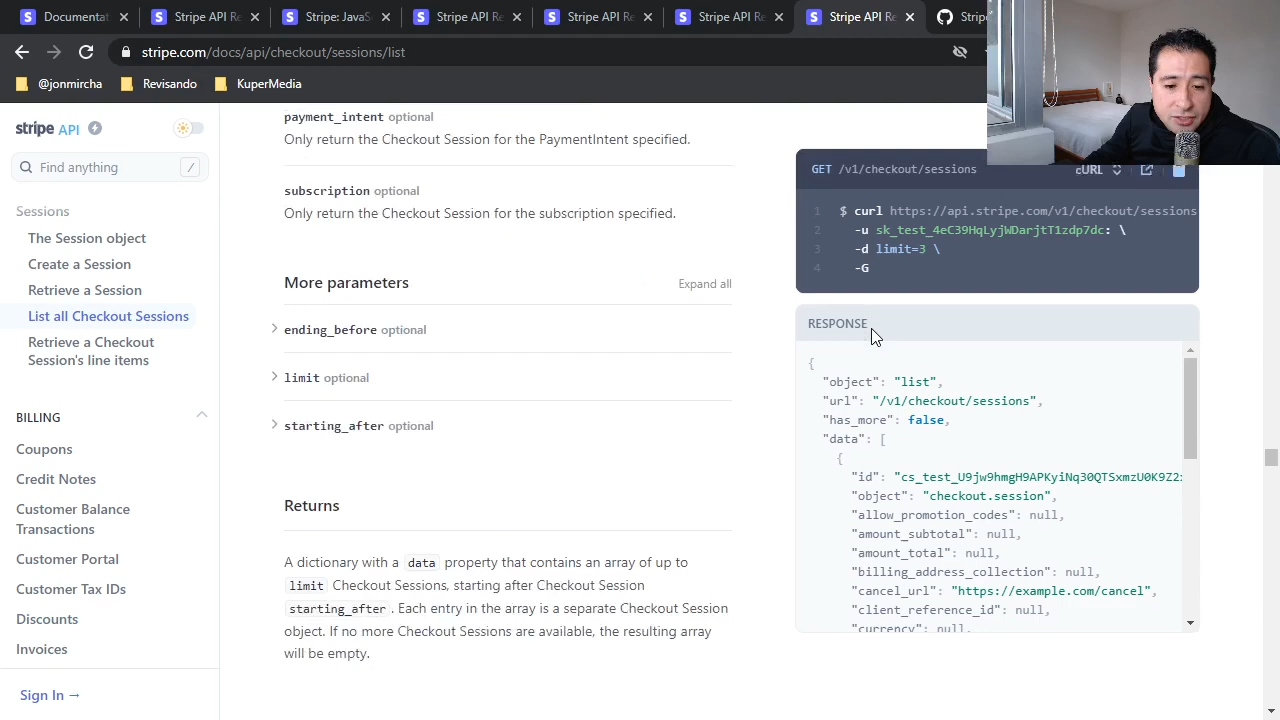 Documentat
Stripe API Re
Stripe: JavaSc
Stripe API Re
Stripe API Re
Stripe API Re
Stripe API Re
Strip
stripe.com/docs/api/checkout/sessions/list
@jonmircha
Revisando
KuperMedia
stripe API
Find anything /
Sessions
The Session object
Create a Session
Retrieve a Session
List all Checkout Sessions
Retrieve a Checkout
Session's line items
BILLING
Coupons
Credit Notes
Customer Balance
Transactions
Customer Portal
Customer Tax IDs
Discounts
Invoices
Sign In →
payment_intent optional
Only return the Checkout Session for the PaymentIntent specified.
subscription optional
Only return the Checkout Session for the subscription specified.
More parameters
Expand all
ending_before optional
limit optional
starting_after optional
Returns
A dictionary with a data property that contains an array of up to
limit Checkout Sessions, starting after Checkout Session
starting_after. Each entry in the array is a separate Checkout Session
object. If no more Checkout Sessions are available, the resulting array
will be empty.
GET /v1/checkout/sessions
cURL
1 $ curl https://api.stripe.com/v1/checkout/sessions
2 -u sk_test_4eC39HqLyjWDarjtT1zdp7dc: \
3 -d limit=3 \
4 -G
RESPONSE
{
"object": "list",
"url": "/v1/checkout/sessions",
"has_more": false,
"data": [
{
"id": "cs_test_U9jw9hmgH9APKyiNq30QTSxmzU0K9Z2
"object": "checkout.session",
"allow_promotion_codes": null,
"amount_subtotal": null,
"amount_total": null,
"billing_address_collection": null,
"cancel_url": "https://example.com/cancel",
"client_reference_id": null,
"currency": null,